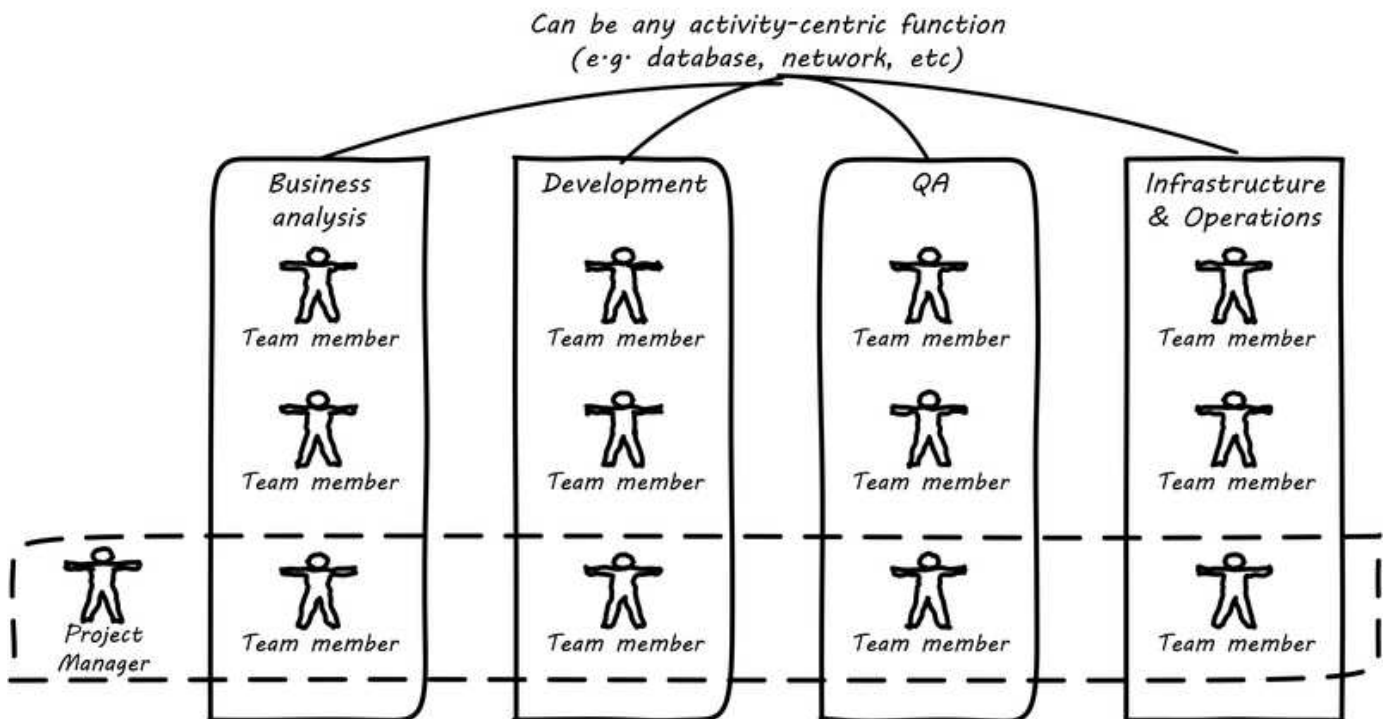 Can be any activity-centric function
(e.g. database, network, etc)
Business
analysis
Development
QA
Infrastructure
& Operations
Team member
Team member
Team member
Team member
Team member
Team member
Team member
Team member
Project
Manager
Team member
Team member
Team member
Team member